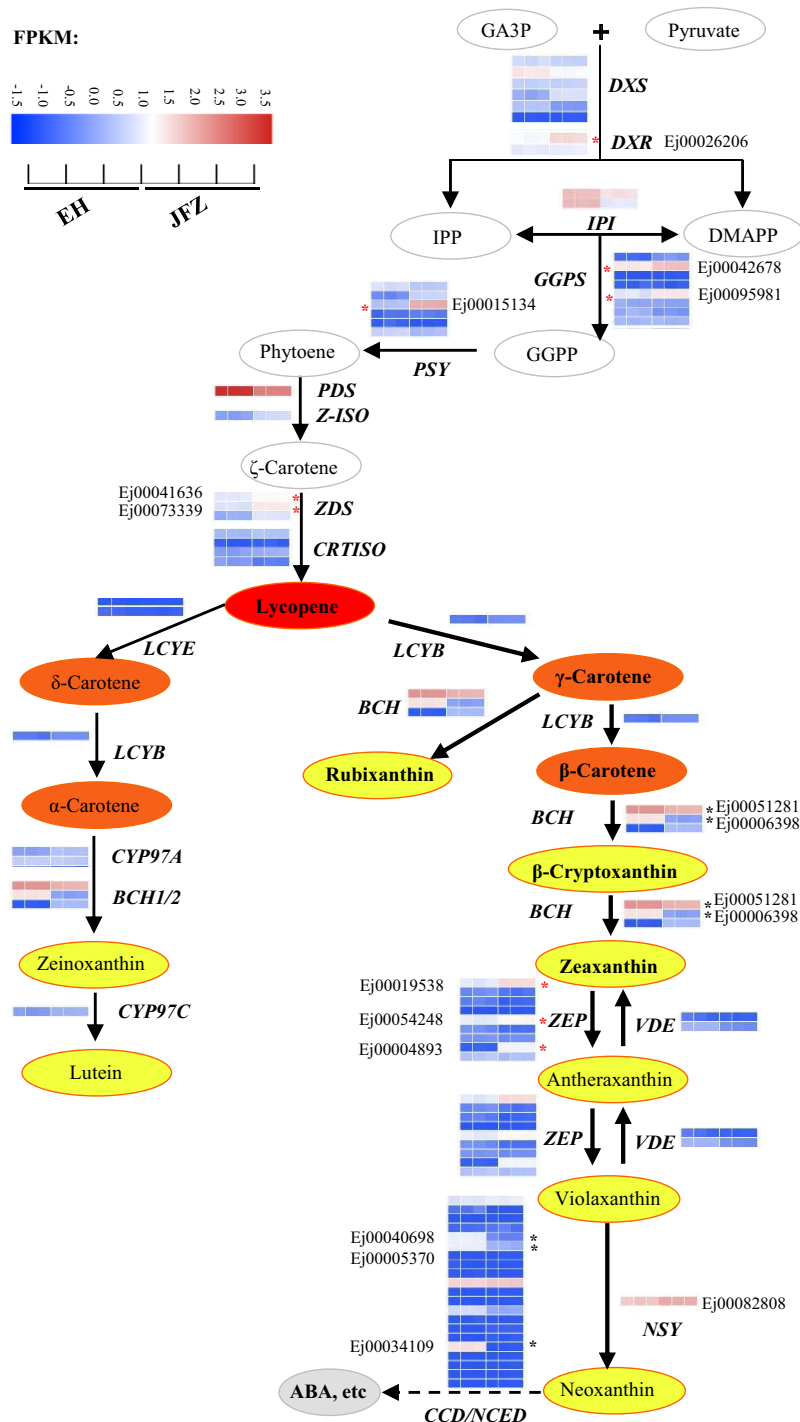 GA3P + Pyruvate
FPKM:
-1.5 -0.5 0.0 0.5 1.0 1.5 2.0 2.5 3.5
DXS
* DXR Ej00026206
EH JFZ
IPI
IPP DMAPP
GGPS
* Ej00042678
* Ej00095981
* Ej00015134
Phytoene GGPP
PSY
PDS
Z-ISO
ζ-Carotene
Ej00041636 *
Ej00073339 * ZDS
CRTISO
Lycopene
LCYE LCYB
δ-Carotene γ-Carotene
BCH
LCYB LCYB
Rubixanthin β-Carotene
α-Carotene
BCH * Ej00051281
* Ej00006398
CYP97A
β-Cryptoxanthin
BCH1/2
BCH * Ej00051281
* Ej00006398
Zeinoxanthin Zeaxanthin
CYP97C
Ej00019538 *
Ej00054248 * ZEP VDE
Ej00004893 *
Lutein Antheraxanthin
ZEP VDE
Violaxanthin
Ej00040698 *
Ej00005370 *
Ej00082808
NSY
Ej00034109 *
ABA, etc Neoxanthin
CCD/NCED